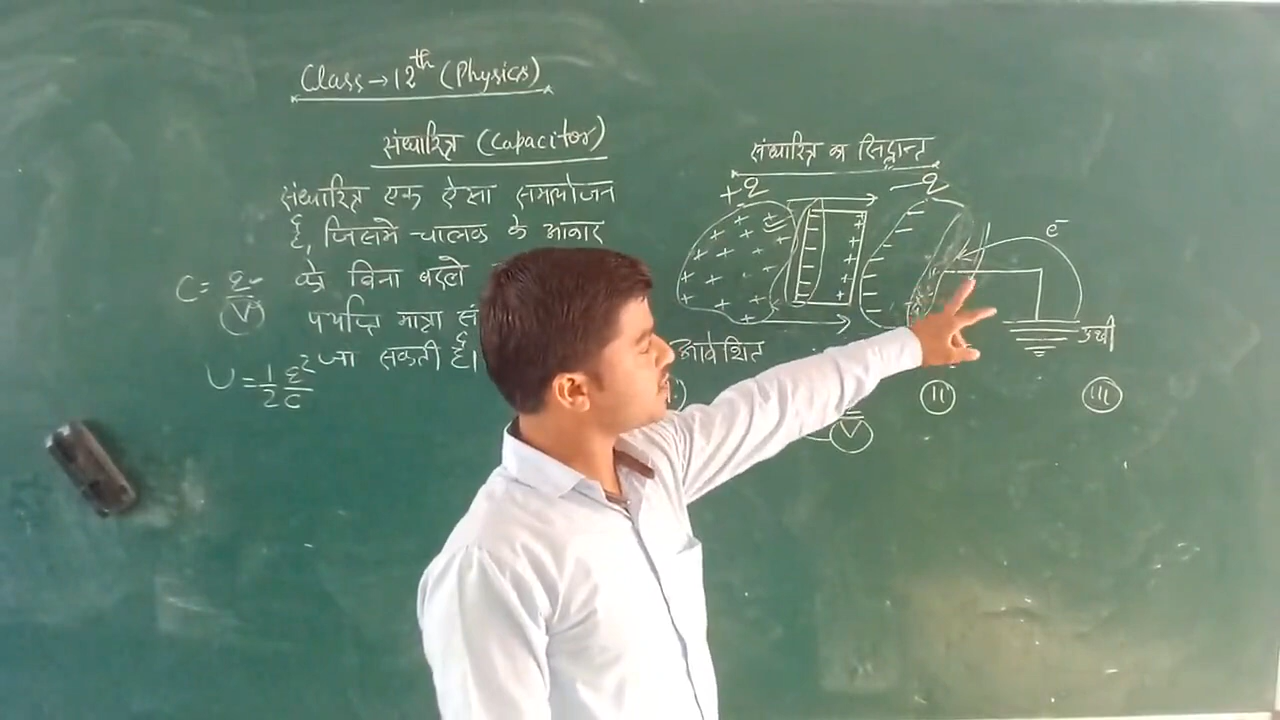 Class→12th (Physics)
संधारित्र (Capacitor)
संधारित्र एक ऐसा समायोजन
है, जिसमे चालक के आकार
को बिना बदले
पर्याप्त मात्रा सं
जा सकती है।
C = q/V
U = 1/2 q²/C
संधारित्र का सिद्धान्त
+q
-q
e⁻
पृथ्वी
आवेशित
V
II
III